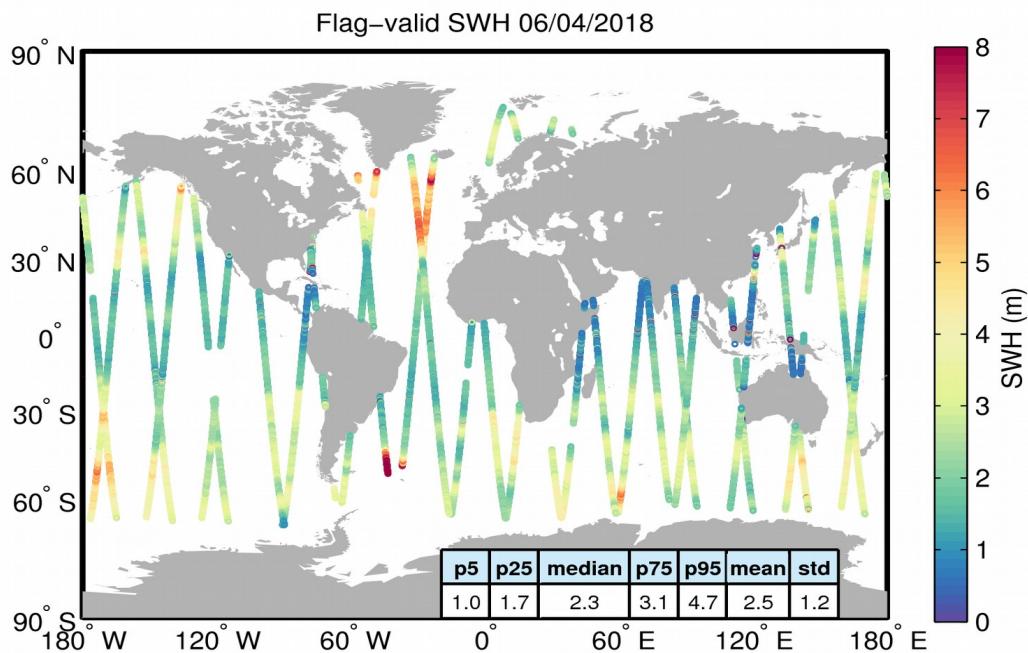 Flag−valid SWH 06/04/2018
90° N
60° N
30° N
0°
30° S
60° S
90° S
180° W
120° W
60° W
0°
60° E
120° E
180° E
p5 p25 median p75 p95 mean std
1.0 1.7 2.3 3.1 4.7 2.5 1.2
8
7
6
5
4
3
2
1
0
SWH (m)